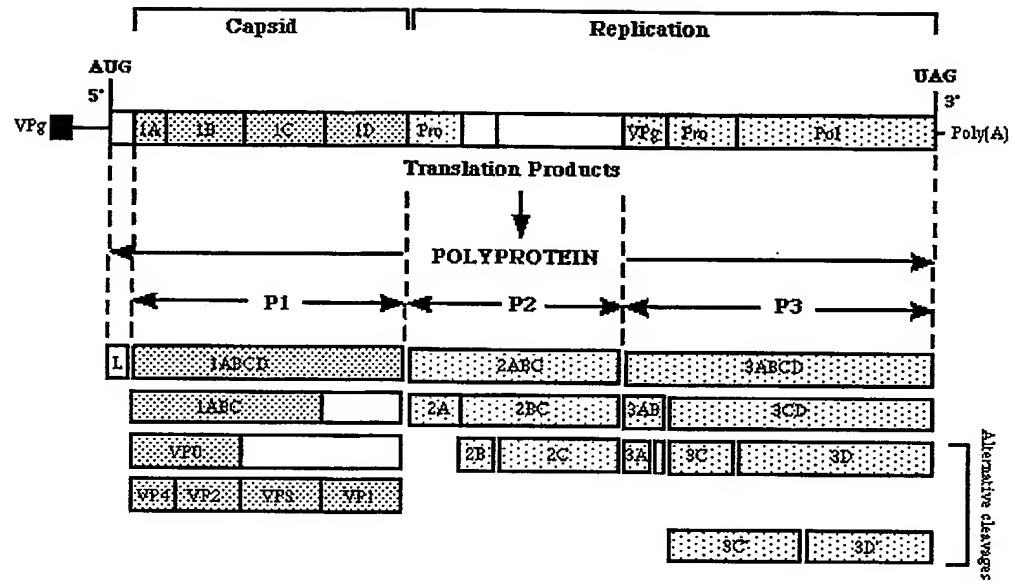 Capsid Replication
AUG UAG
5' 3'
VPg 1A 1B 1C 1D Pro VPg Pro Pol Poly(A)
Translation Products
POLYPROTEIN
P1 P2 P3
L 1ABCD 2ABC 3ABCD
1ABC 2A 2BC 3AB 3CD
VP0 2B 2C 3A 3C 3D
VP4 VP2 VP3 VP1
3C' 3D'
Alternative cleavages